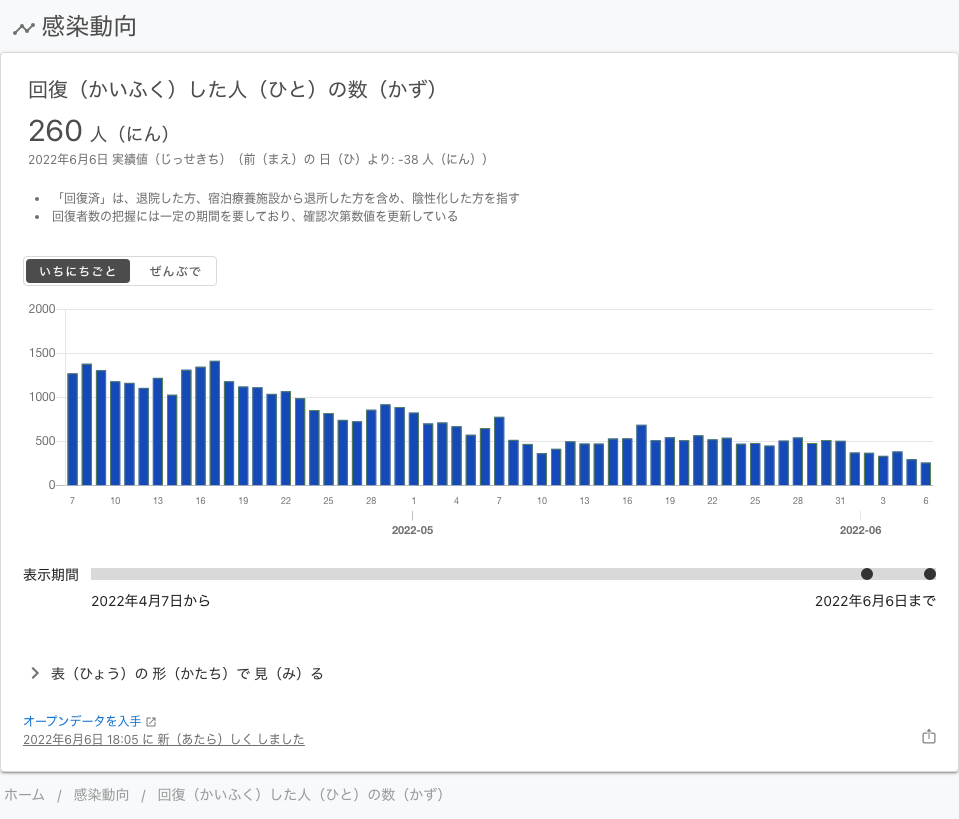 感染動向
回復（かいふく）した人（ひと）の数（かず）
260 人（にん）
2022年6月6日 実績値（じっせきち）（前（まえ）の 日（ひ）より: -38 人（にん））
• 「回復済」は、退院した方、宿泊療養施設から退所した方を含め、陰性化した方を指す
• 回復者数の把握には一定の期間を要しており、確認次第数値を更新している
いちにちごと ぜんぶで
2000
1500
1000
500
0
7 10 13 16 19 22 25 28 1 4 7 10 13 16 19 22 25 28 31 3 6
2022-05 2022-06
表示期間
2022年4月7日から 2022年6月6日まで
表（ひょう）の 形（かたち）で 見（み）る
オープンデータを入手
2022年6月6日 18:05 に 新（あたら）しく しました
ホーム / 感染動向 / 回復（かいふく）した人（ひと）の数（かず）